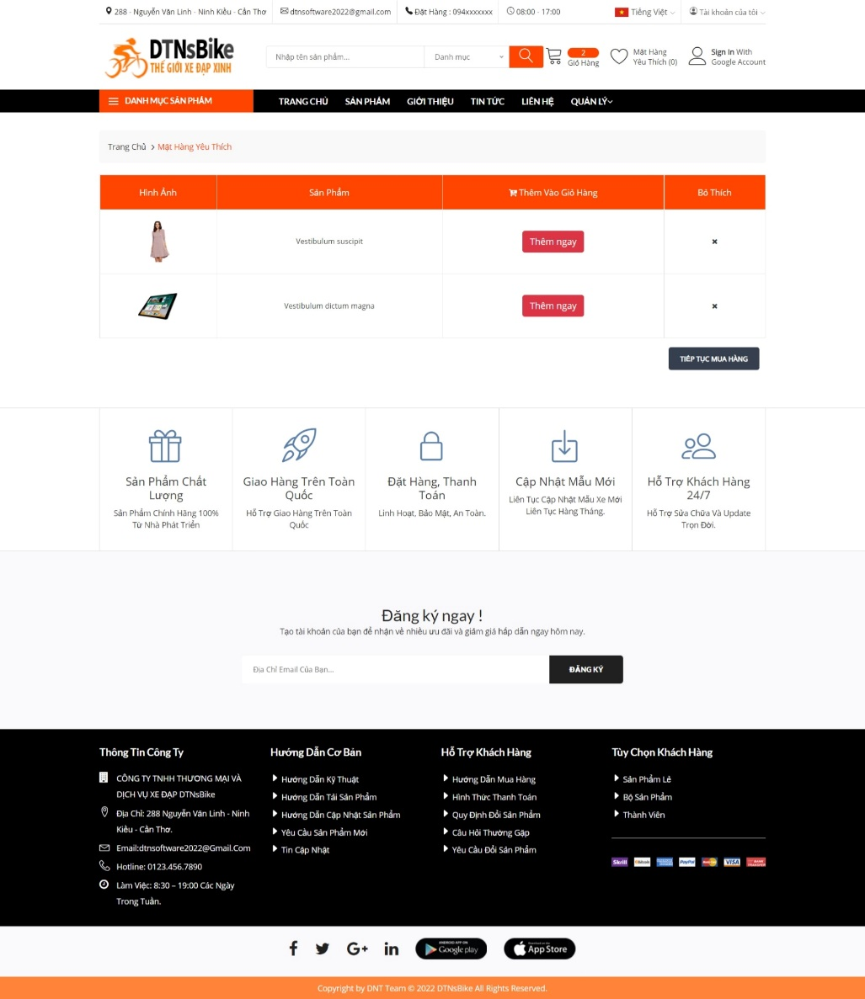 288 - Nguyễn Văn Linh - Ninh Kiều - Cần Thơ
dtnsoftware2022@gmail.com
Đặt Hàng : 094xxxxxxx
08:00 - 17:00
Tiếng Việt
Tài khoản của tôi
DTNsBike
THẾ GIỚI XE ĐẠP XINH
Nhập tên sản phẩm...
Danh mục
2
Giỏ Hàng
Mặt Hàng
Yêu Thích (0)
Sign In With
Google Account
DANH MỤC SẢN PHẨM
TRANG CHỦ
SẢN PHẨM
GIỚI THIỆU
TIN TỨC
LIÊN HỆ
QUẢN LÝ
Trang Chủ > Mặt Hàng Yêu Thích
Hình Ảnh
Sản Phẩm
Thêm Vào Giỏ Hàng
Bỏ Thích
Vestibulum suscipit
Thêm ngay
Vestibulum dictum magna
Thêm ngay
TIẾP TỤC MUA HÀNG
Sản Phẩm Chất
Lượng
Sản Phẩm Chính Hãng 100%
Từ Nhà Phát Triển
Giao Hàng Trên Toàn
Quốc
Hỗ Trợ Giao Hàng Trên Toàn
Quốc
Đặt Hàng, Thanh
Toán
Linh Hoạt, Bảo Mật, An Toàn.
Cập Nhật Mẫu Mới
Liên Tục Cập Nhật Mẫu Xe Mới
Liên Tục Hàng Tháng.
Hỗ Trợ Khách Hàng
24/7
Hỗ Trợ Sửa Chữa Và Update
Trọn Đời.
Đăng ký ngay !
Tạo tài khoản của bạn để nhận về nhiều ưu đãi và giảm giá hấp dẫn ngay hôm nay.
Địa Chỉ Email Của Bạn...
ĐĂNG KÝ
Thông Tin Công Ty
CÔNG TY TNHH THƯƠNG MẠI VÀ
DỊCH VỤ XE ĐẠP DTNsBike
Địa Chỉ: 288 Nguyễn Văn Linh - Ninh
Kiều - Cần Thơ.
Email:dtnsoftware2022@Gmail.Com
Hotline: 0123.456.7890
Làm Việc: 8:30 – 19:00 Các Ngày
Trong Tuần.
Hướng Dẫn Cơ Bản
Hướng Dẫn Kỹ Thuật
Hướng Dẫn Tải Sản Phẩm
Hướng Dẫn Cập Nhật Sản Phẩm
Yêu Cầu Sản Phẩm Mới
Tin Cập Nhật
Hỗ Trợ Khách Hàng
Hướng Dẫn Mua Hàng
Hình Thức Thanh Toán
Quy Định Đổi Sản Phẩm
Câu Hỏi Thường Gặp
Yêu Cầu Đổi Sản Phẩm
Tùy Chọn Khách Hàng
Sản Phẩm Lẻ
Bộ Sản Phẩm
Thành Viên
Skrill
bitcoin
PayPal
VISA
BANK TRANSFER
ANDROID APP ON
Google play
App Store
Copyright by DNT Team © 2022 DTNsBike All Rights Reserved.